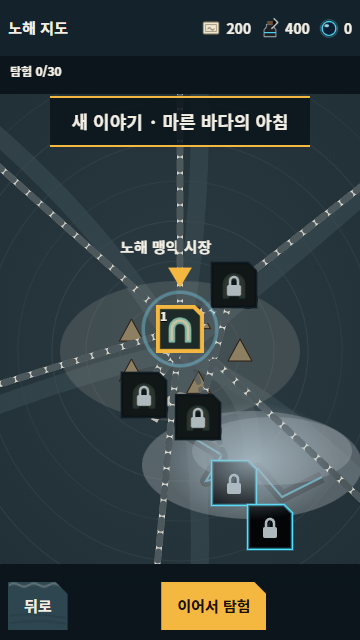 노해 지도
200
400
0
탐험 0/30
새 이야기 · 마른 바다의 아침
노해 맹의 시장
1
뒤로
이어서 탐험